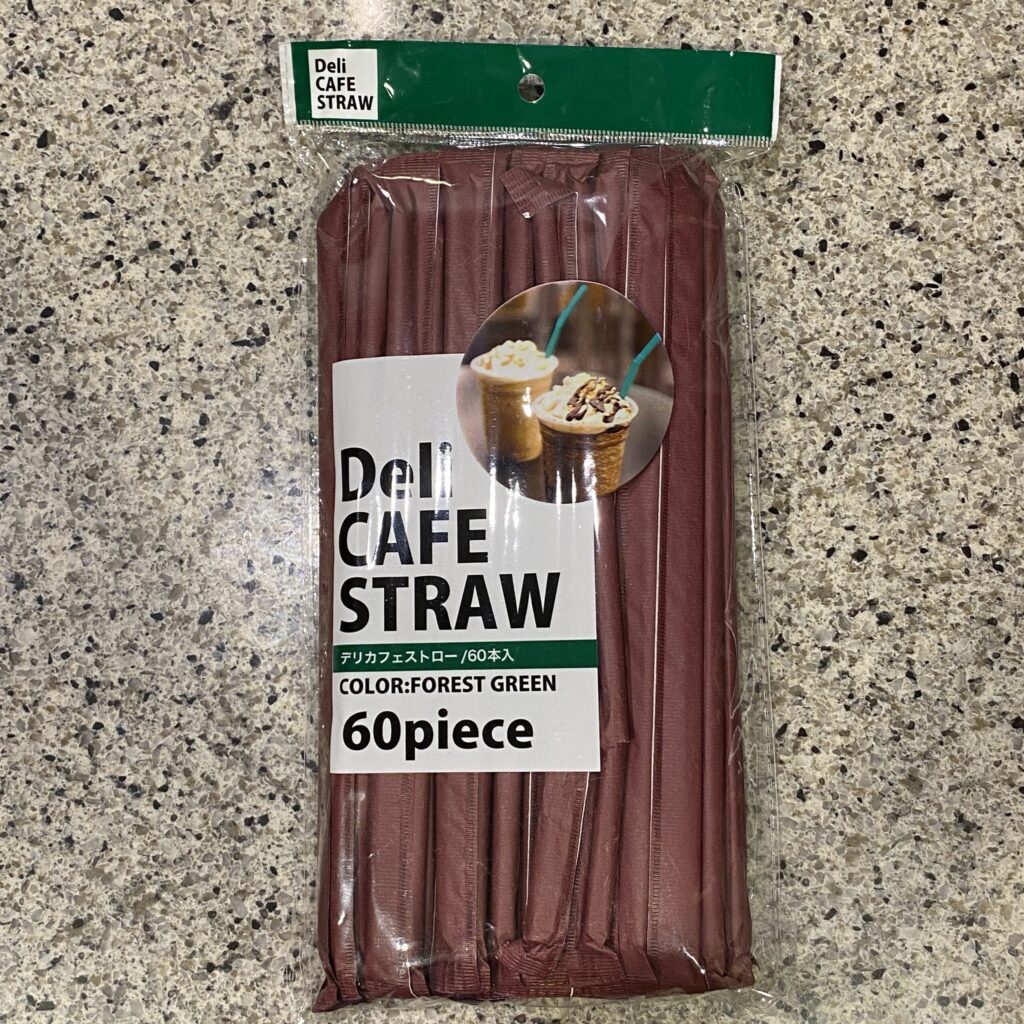 Deli
CAFE
STRAW
Deli
CAFE
STRAW
デリカフェストロー/60本入
COLOR:FOREST GREEN
60piece